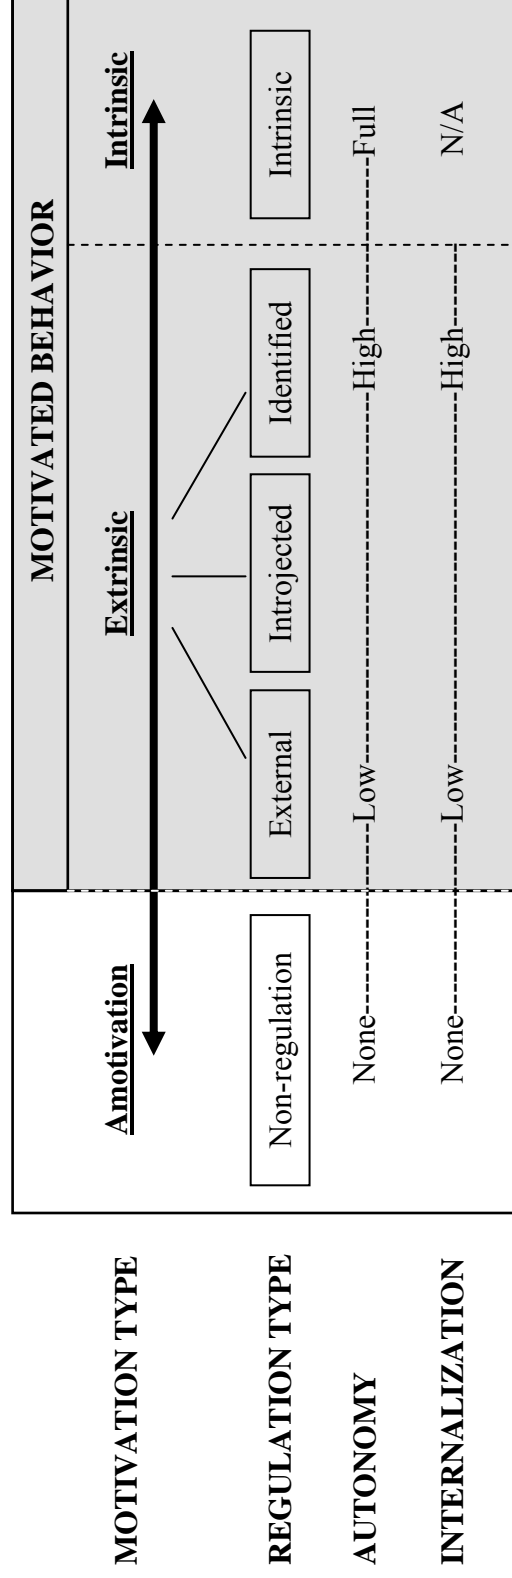 MOTIVATED BEHAVIOR
MOTIVATION TYPE Amotivation Extrinsic Intrinsic
REGULATION TYPE Non-regulation External Introjected Identified Intrinsic
AUTONOMY None Low High Full
INTERNALIZATION None Low High N/A